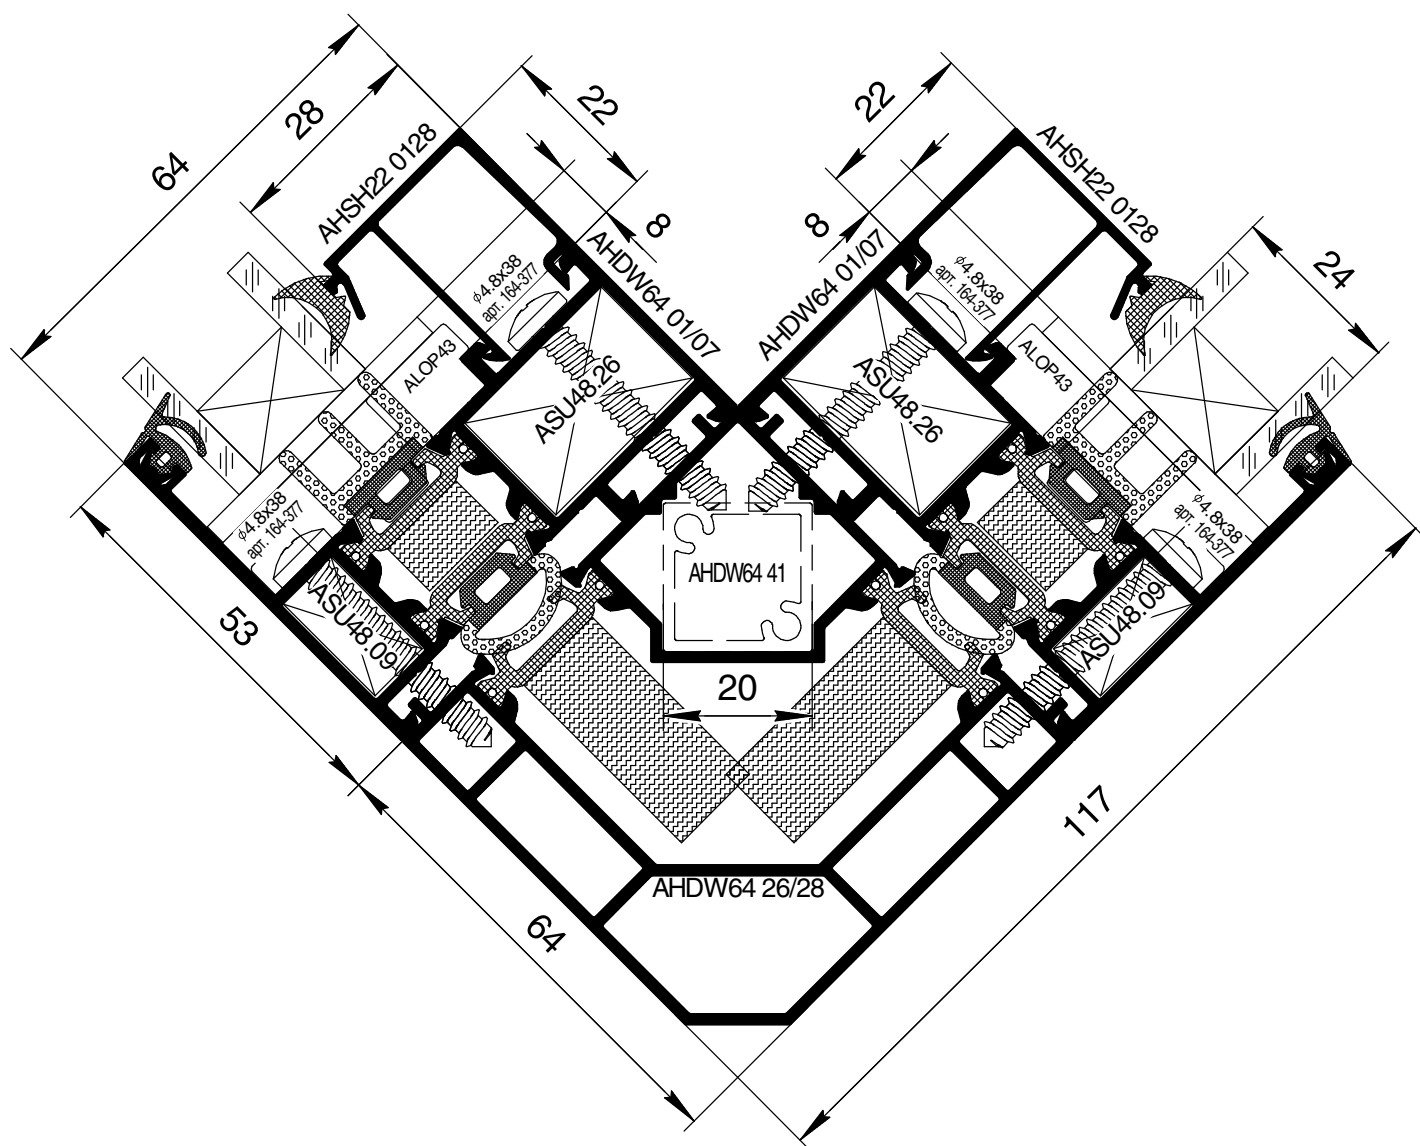 64
28
22
8
AHSH22 0128
AHDW64 01/07
ϕ4.8x38
арт. 164-377
ALOP43
ASU48.26
ϕ4.8x38
арт. 164-377
ASU48.09
53
64
22
8
AHSH22 0128
AHDW64 01/07
ϕ4.8x38
арт. 164-377
24
ALOP43
ASU48.26
ϕ4.8x38
арт. 164-377
ASU48.09
AHDW64 41
20
117
AHDW64 26/28